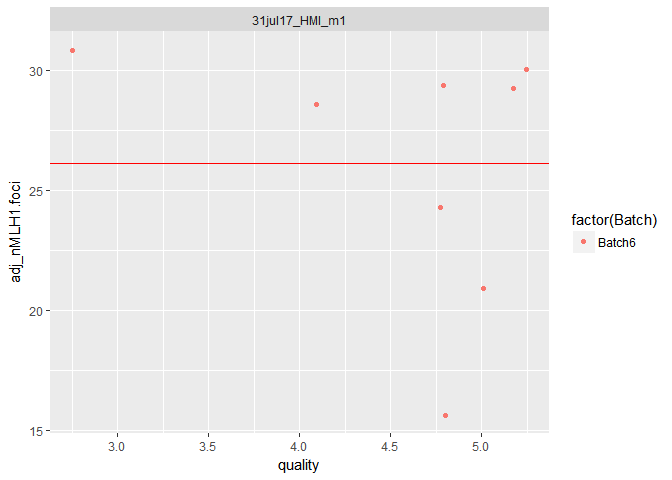 31jul17_HMI_m1
30
25
20
15
adj_nMLH1.foci
3.0 3.5 4.0 4.5 5.0
quality
factor(Batch)
Batch6